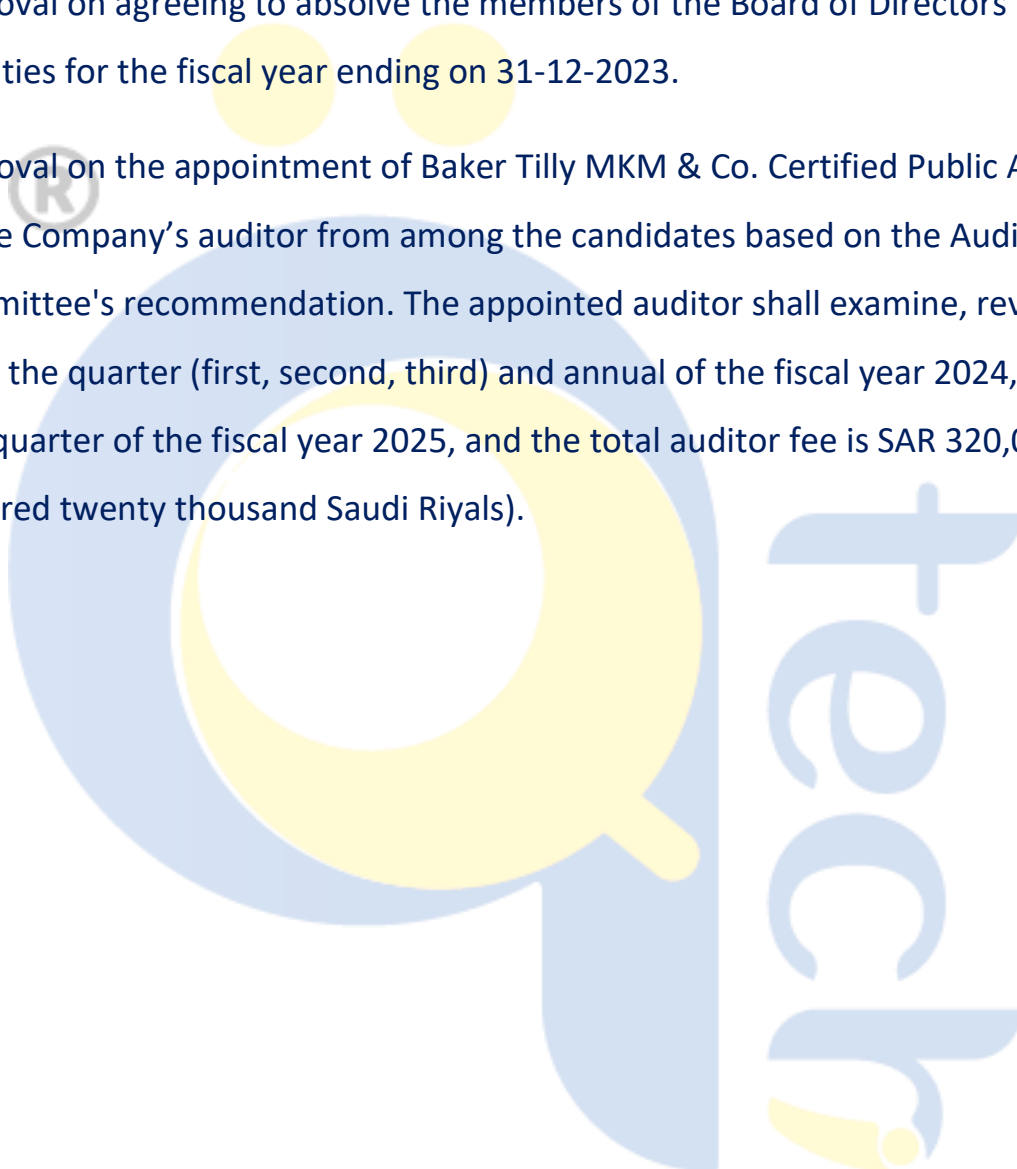 oval on agreeing to absolve the members of the Board of Directors
ties for the fiscal year ending on 31-12-2023.
oval on the appointment of Baker Tilly MKM & Co. Certified Public A
e Company’s auditor from among the candidates based on the Audi
mittee's recommendation. The appointed auditor shall examine, rev
the quarter (first, second, third) and annual of the fiscal year 2024,
quarter of the fiscal year 2025, and the total auditor fee is SAR 320,0
red twenty thousand Saudi Riyals).
®
tech